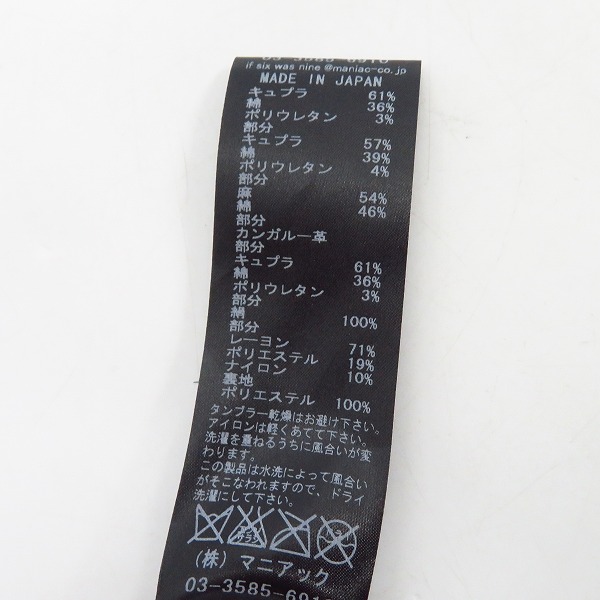 03-3585-6910
if six was nine @maniac-co.jp
MADE IN JAPAN
キュプラ 61%
綿 36%
ポリウレタン 3%
部分
キュプラ 57%
綿 39%
ポリウレタン 4%
部分
麻 54%
綿 46%
部分
カンガルー革
部分
キュプラ 61%
綿 36%
ポリウレタン 3%
部分
絹 100%
部分
レーヨン 71%
ポリエステル 19%
ナイロン 10%
裏地
ポリエステル 100%
タンブラー乾燥はお避け下さい。
アイロンは軽くあてて下さい。
洗濯を重ねるうちに風合いが変
わります。
この製品は水洗によって風合い
がそこなわれますので、ドライ
洗濯にして下さい。
(株) マニアック
03-3585-6910